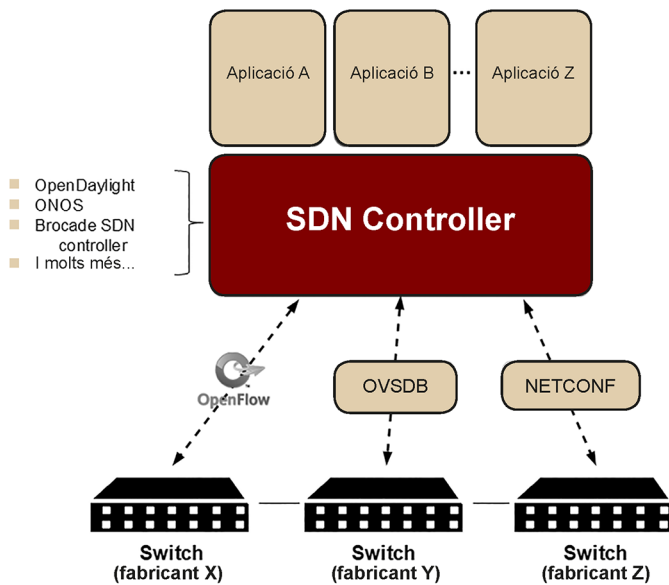 Aplicació A
Aplicació B
...
Aplicació Z
OpenDaylight
ONOS
Brocade SDN
controller
I molts més...
SDN Controller
OpenFlow
OVSDB
NETCONF
Switch
(fabricant X)
Switch
(fabricant Y)
Switch
(fabricant Z)